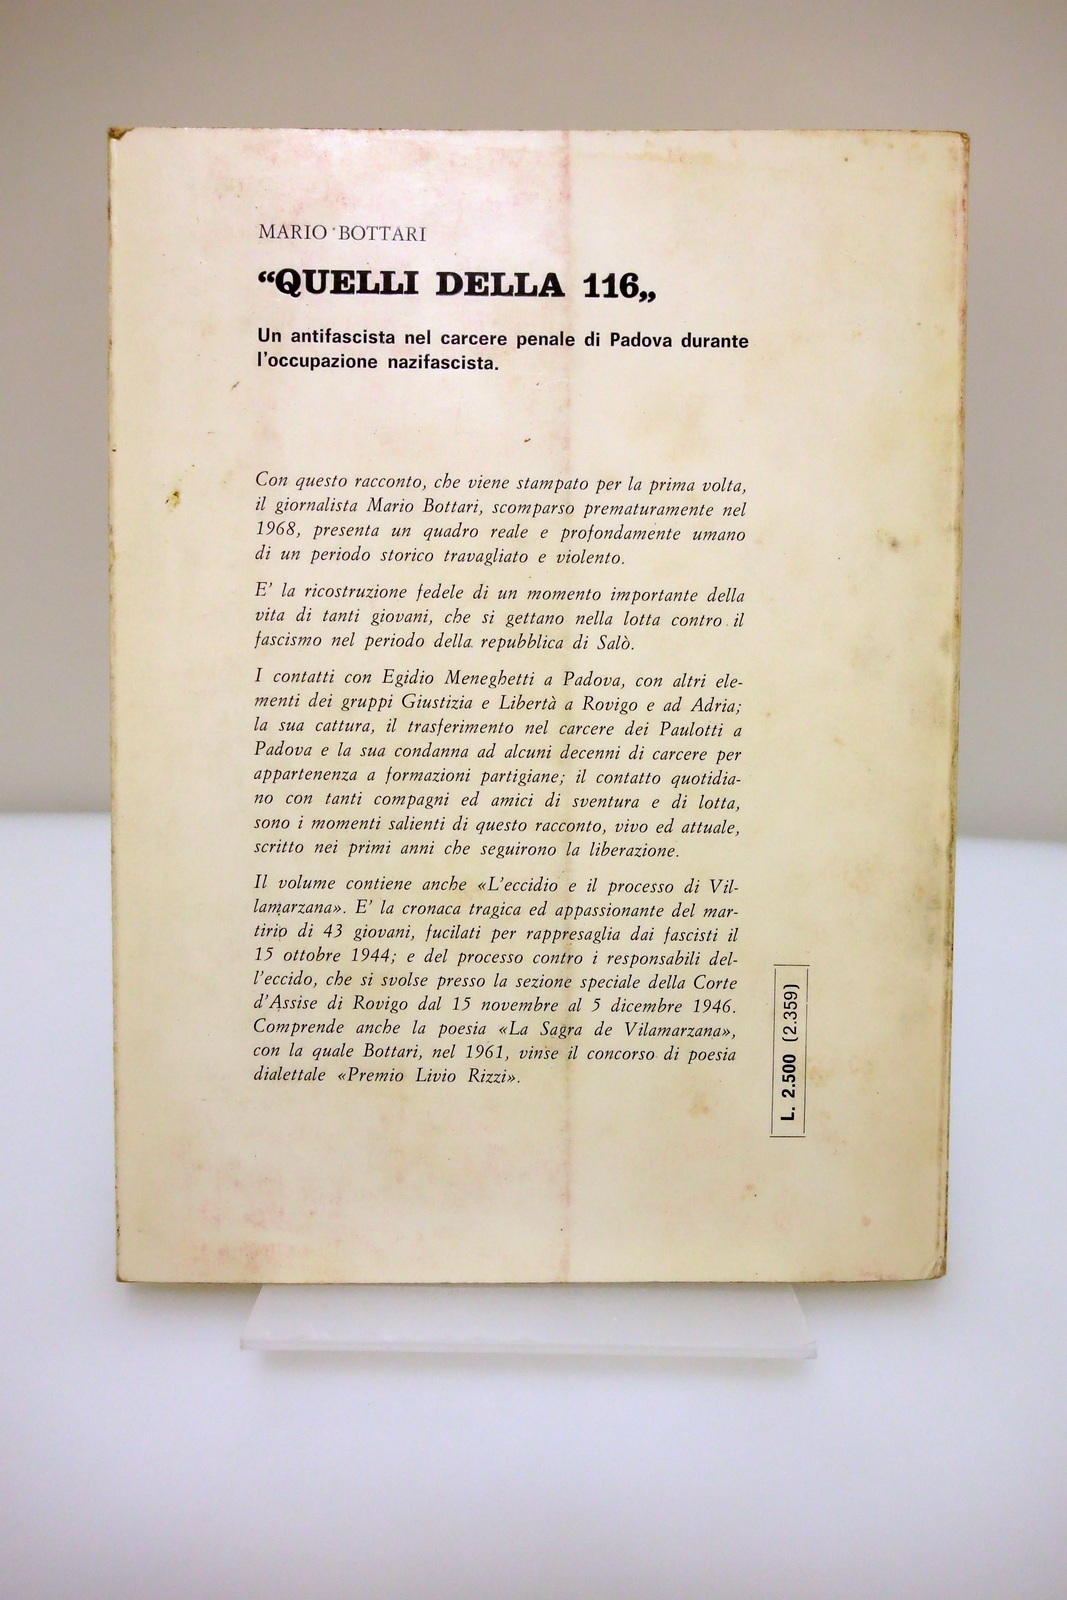 MARIO BOTTARI
“QUELLI DELLA 116„
Un antifascista nel carcere penale di Padova durante
l'occupazione nazifascista.
Con questo racconto, che viene stampato per la prima volta,
il giornalista Mario Bottari, scomparso prematuramente nel
1968, presenta un quadro reale e profondamente umano
di un periodo storico travagliato e violento.
E' la ricostruzione fedele di un momento importante della
vita di tanti giovani, che si gettano nella lotta contro il
fascismo nel periodo della repubblica di Salò.
I contatti con Egidio Meneghetti a Padova, con altri ele-
menti dei gruppi Giustizia e Libertà a Rovigo e ad Adria;
la sua cattura, il trasferimento nel carcere dei Paulotti a
Padova e la sua condanna ad alcuni decenni di carcere per
appartenenza a formazioni partigiane; il contatto quotidia-
no con tanti compagni ed amici di sventura e di lotta,
sono i momenti salienti di questo racconto, vivo ed attuale,
scritto nei primi anni che seguirono la liberazione.
Il volume contiene anche «L'eccidio e il processo di Vil-
lamarzana». E' la cronaca tragica ed appassionante del mar-
tirio di 43 giovani, fucilati per rappresaglia dai fascisti il
15 ottobre 1944; e del processo contro i responsabili del-
l'eccido, che si svolse presso la sezione speciale della Corte
d'Assise di Rovigo dal 15 novembre al 5 dicembre 1946.
Comprende anche la poesia «La Sagra de Vilamarzana»,
con la quale Bottari, nel 1961, vinse il concorso di poesia
dialettale «Premio Livio Rizzi».
L. 2.500 (2.359)